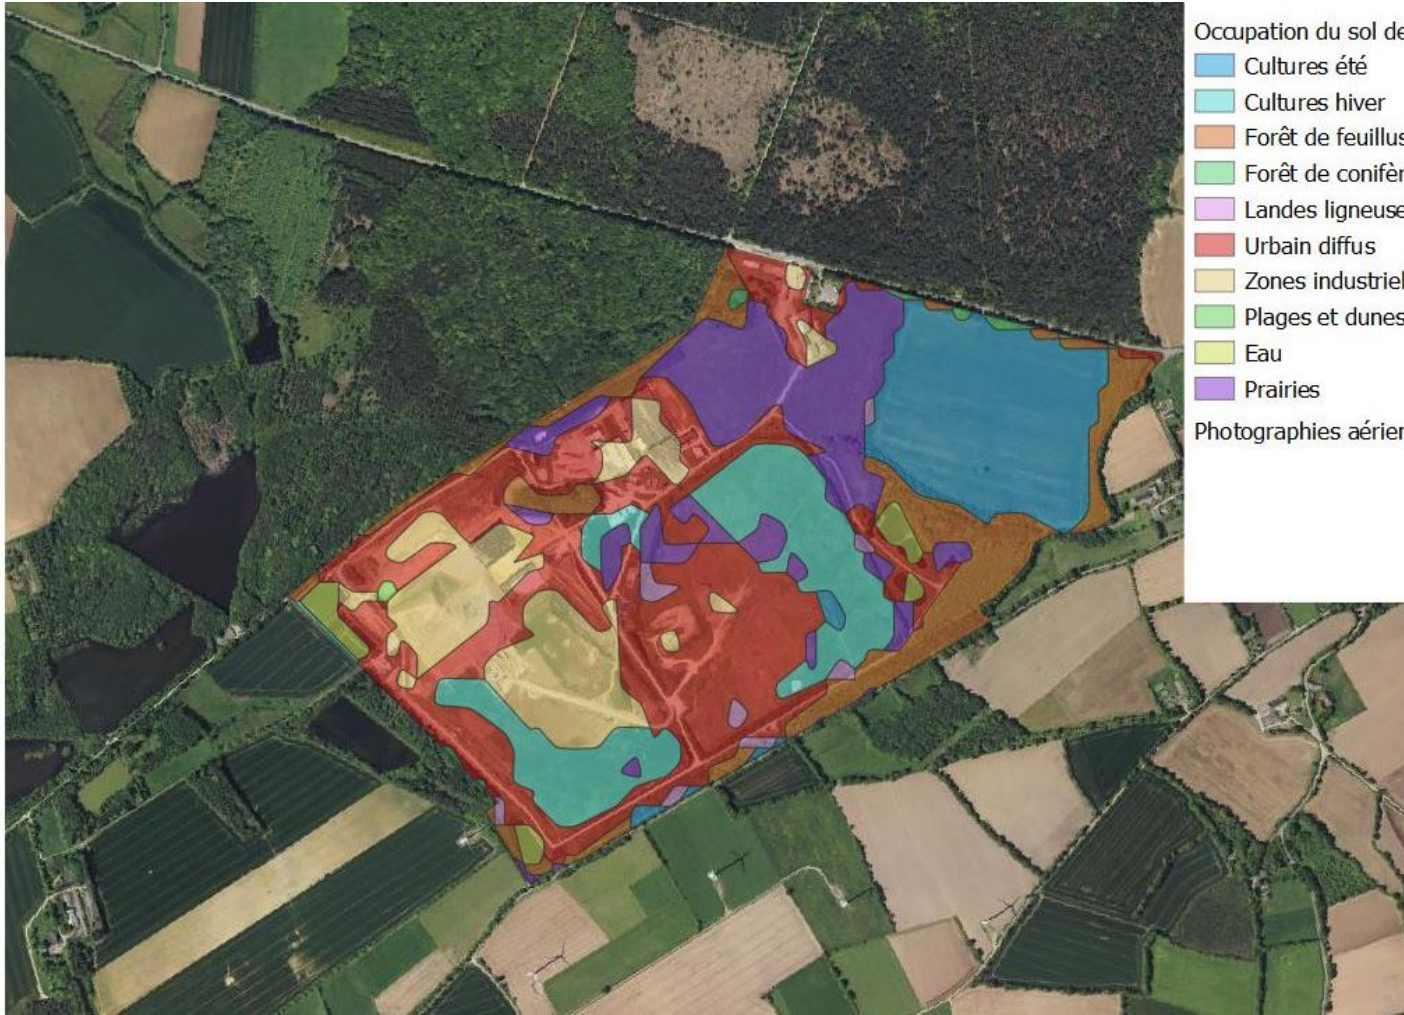 Occupation du sol de
Cultures été
Cultures hiver
Forêt de feuillus
Forêt de conifèr
Landes ligneuse
Urbain diffus
Zones industriel
Plages et dunes
Eau
Prairies
Photographies aérien